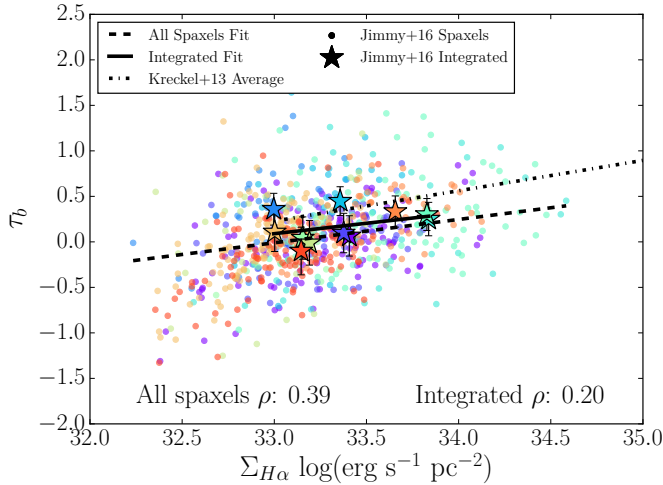 All Spaxels Fit
Integrated Fit
Kreckel+13 Average
Jimmy+16 Spaxels
Jimmy+16 Integrated
2.5
2.0
1.5
1.0
0.5
0.0
−0.5
−1.0
−1.5
−2.0
τb
All spaxels ρ: 0.39
Integrated ρ: 0.20
32.0 32.5 33.0 33.5 34.0 34.5 35.0
ΣHα log(erg s−1 pc−2)